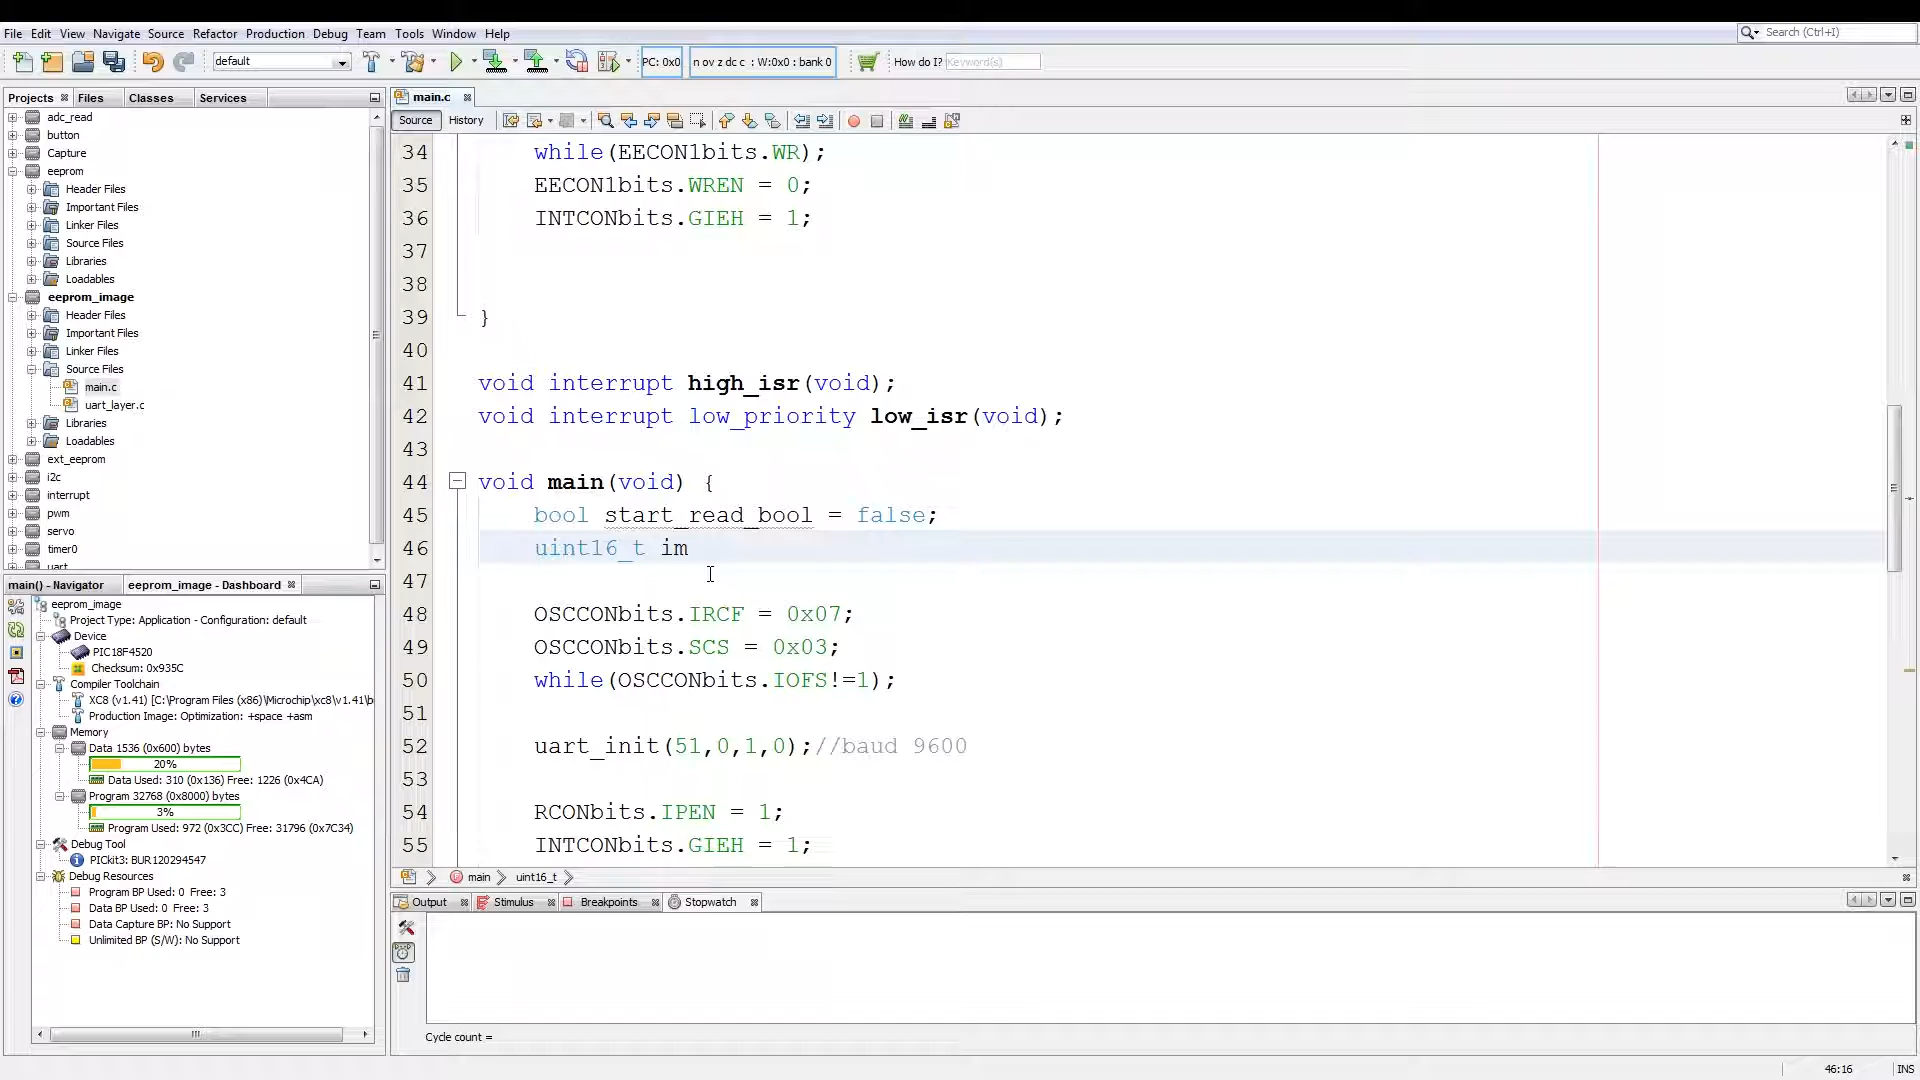 File Edit View Navigate Source Refactor Production Debug Team Tools Window Help
Search (Ctrl+I)
default
PC: 0x0
n ov z dc c : W:0x0 : bank 0
How do I? Keyword(s)
Projects Files Classes Services
adc_read
button
Capture
eeprom
Header Files
Important Files
Linker Files
Source Files
Libraries
Loadables
eeprom_image
Header Files
Important Files
Linker Files
Source Files
main.c
uart_layer.c
Libraries
Loadables
ext_eeprom
i2c
interrupt
pwm
servo
timer0
uart
main() - Navigator eeprom_image - Dashboard
eeprom_image
Project Type: Application - Configuration: default
Device
PIC18F4520
Checksum: 0x935C
Compiler Toolchain
XC8 (v1.41) [C:\Program Files (x86)\Microchip\xc8\v1.41\b
Production Image: Optimization: +space +asm
Memory
Data 1536 (0x600) bytes
20%
Data Used: 310 (0x136) Free: 1226 (0x4CA)
Program 32768 (0x8000) bytes
3%
Program Used: 972 (0x3CC) Free: 31796 (0x7C34)
Debug Tool
PICkit3: BUR120294547
Debug Resources
Program BP Used: 0 Free: 3
Data BP Used: 0 Free: 3
Data Capture BP: No Support
Unlimited BP (S/W): No Support
main.c
Source History
34 while(EECON1bits.WR);
35 EECON1bits.WREN = 0;
36 INTCONbits.GIEH = 1;
37
38
39 }
40
41 void interrupt high_isr(void);
42 void interrupt low_priority low_isr(void);
43
44 void main(void) {
45 bool start_read_bool = false;
46 uint16_t im
47
48 OSCCONbits.IRCF = 0x07;
49 OSCCONbits.SCS = 0x03;
50 while(OSCCONbits.IOFS!=1);
51
52 uart_init(51,0,1,0);//baud 9600
53
54 RCONbits.IPEN = 1;
55 INTCONbits.GIEH = 1;
main uint16_t
Output Stimulus Breakpoints Stopwatch
Cycle count =
46:16 INS